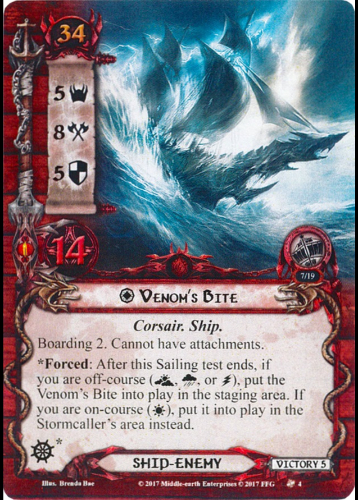 34
5
8
5
14
7/19
Venom's Bite
Corsair. Ship.
Boarding 2. Cannot have attachments.
*Forced: After this Sailing test ends, if
you are off-course (, , or ), put the
Venom's Bite into play in the staging area. If
you are on-course (), put it into play in the
Stormcaller's area instead.
*
SHIP-ENEMY
VICTORY 5
Illus. Brenda Bae
© 2017 Middle-earth Enterprises © 2017 FFG
4